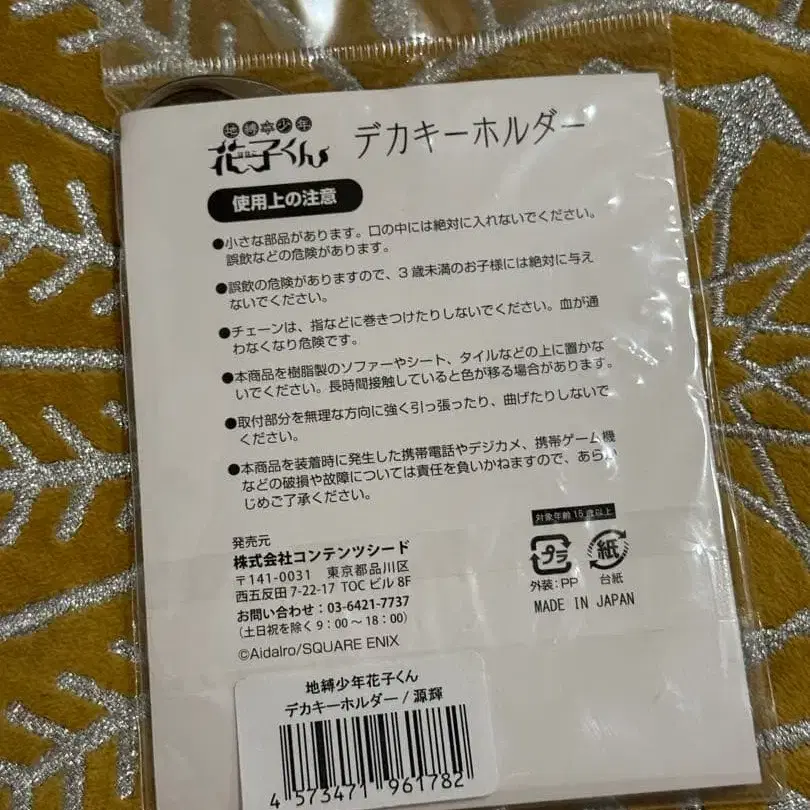 地縛少年
花子くん
デカキーホルダー
使用上の注意
●小さな部品があります。口の中には絶対に入れないでください。
誤飲などの危険があります。
●誤飲の危険がありますので、3歳未満のお子様には絶対に与え
ないでください。
●チェーンは、指などに巻きつけたりしないでください。血が通
わなくなり危険です。
●本商品を樹脂製のソファーやシート、タイルなどの上に置かな
いでください。長時間接触していると色が移る場合があります。
●取付部分を無理な方向に強く引っ張ったり、曲げたりしないで
ください。
●本商品を装着時に発生した携帯電話やデジカメ、携帯ゲーム機
などの破損や故障については責任を負いかねますので、あらか
じめご了承ください。
対象年齢15歳以上
発売元
株式会社コンテンツシード
〒141-0031 東京都品川区
西五反田7-22-17 TOCビル8F
お問い合わせ：03-6421-7737
(土日祝を除く9：00～18：00)
©AidaIro/SQUARE ENIX
プラ
紙
外装：PP
台紙
MADE IN JAPAN
地縛少年花子くん
デカキーホルダー / 源輝
4 573471 961782